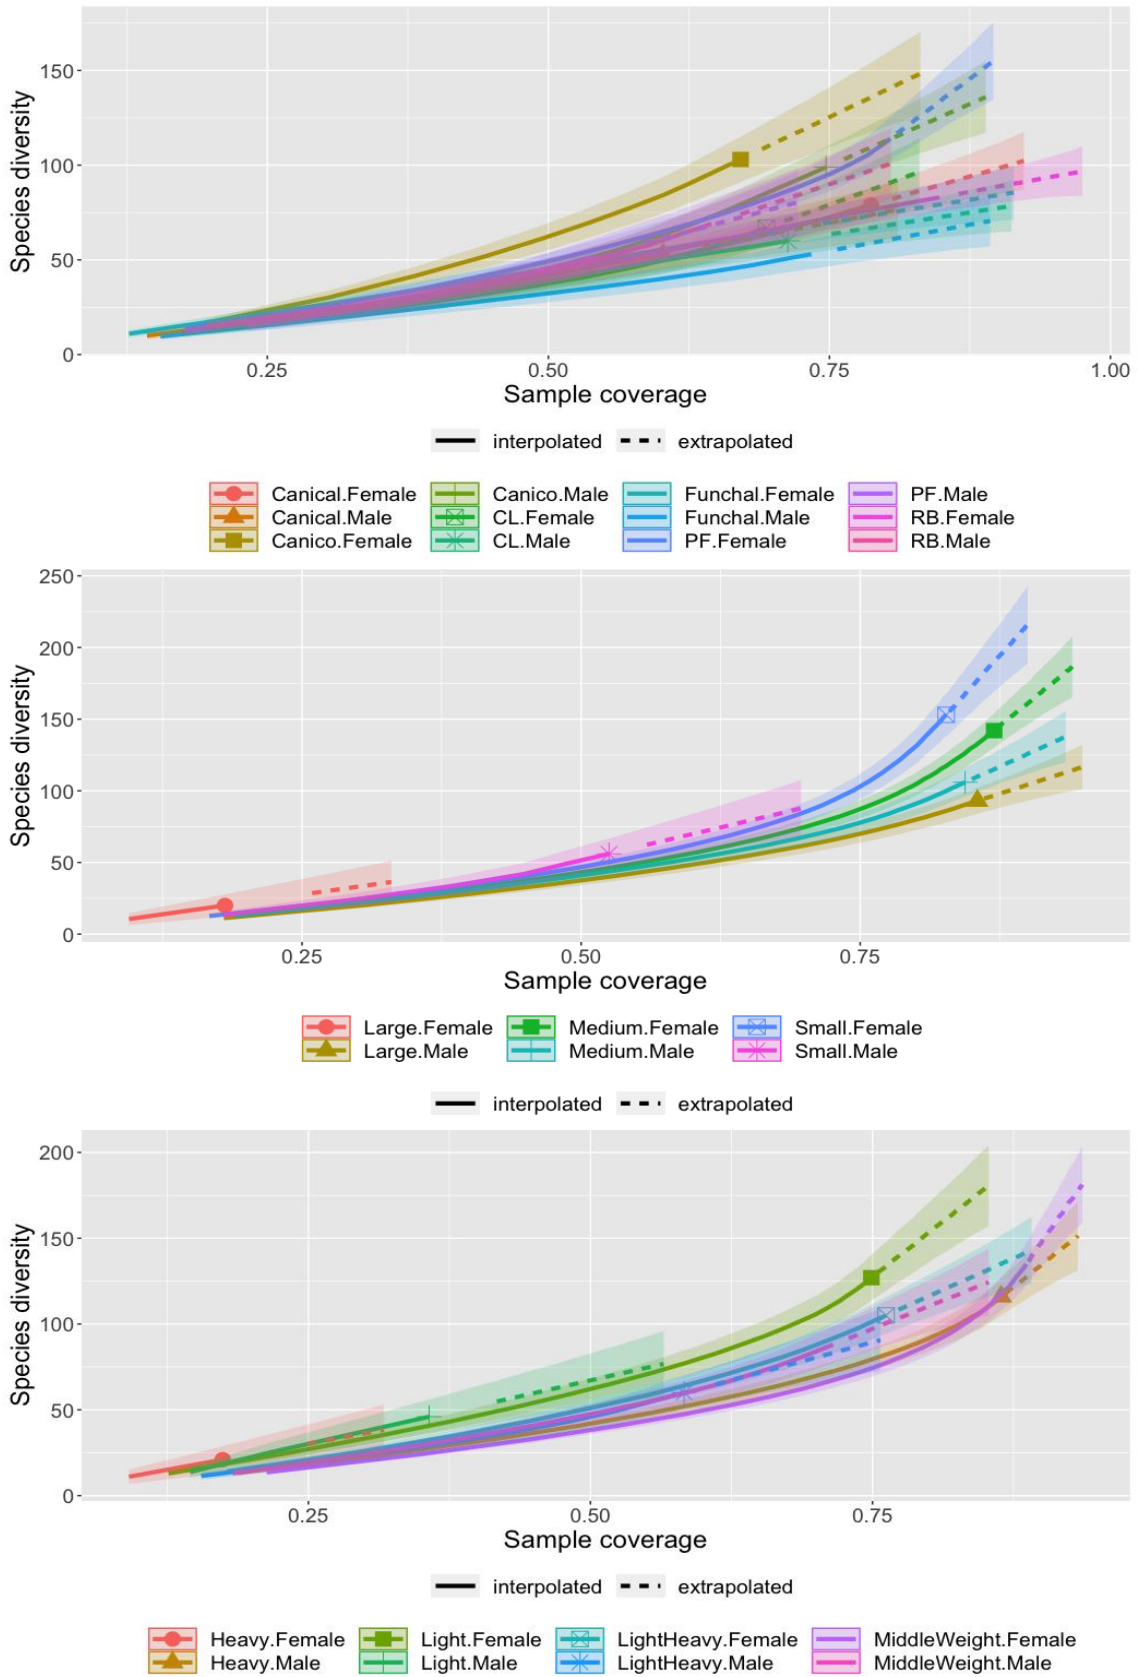 Species diversity
150
100
50
0
0.25 0.50 0.75 1.00
Sample coverage
interpolated extrapolated
Canical.Female Canico.Male Funchal.Female PF.Male
Canical.Male CL.Female Funchal.Male RB.Female
Canico.Female CL.Male PF.Female RB.Male
Species diversity
250
200
150
100
50
0
0.25 0.50 0.75
Sample coverage
Large.Female Medium.Female Small.Female
Large.Male Medium.Male Small.Male
interpolated extrapolated
Species diversity
200
150
100
50
0
0.25 0.50 0.75
Sample coverage
interpolated extrapolated
Heavy.Female Light.Female LightHeavy.Female MiddleWeight.Female
Heavy.Male Light.Male LightHeavy.Male MiddleWeight.Male